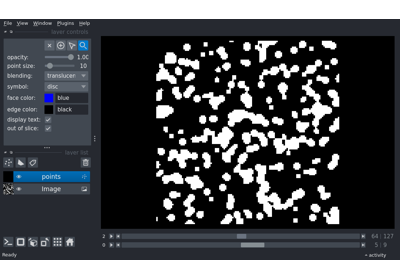 File View Window Plugins Help
layer controls
opacity: 1.00
point size: 10
blending: translucen
symbol: disc
face color: blue
edge color: black
display text:
out of slice:
layer list
points
Image
2 64 127
0 5 9
Ready activity